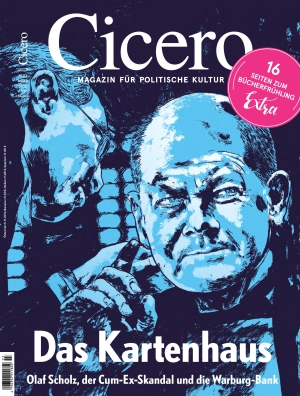 Cicero
Cicero
MAGAZIN FÜR POLITISCHE KULTUR
16
SEITEN ZUM
BÜCHERFRÜHLING
Extra
Das Kartenhaus
Olaf Scholz, der Cum-Ex-Skandal und die Warburg-Bank